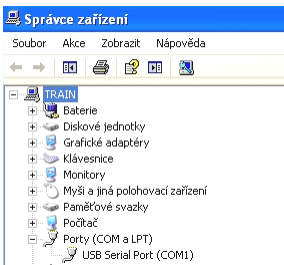 Správce zařízení
Soubor Akce Zobrazit Nápověda
TRAIN
Baterie
Diskové jednotky
Grafické adaptéry
Klávesnice
Monitory
Myši a jiná polohovací zařízení
Paměťové svazky
Počítač
Porty (COM a LPT)
USB Serial Port (COM1)